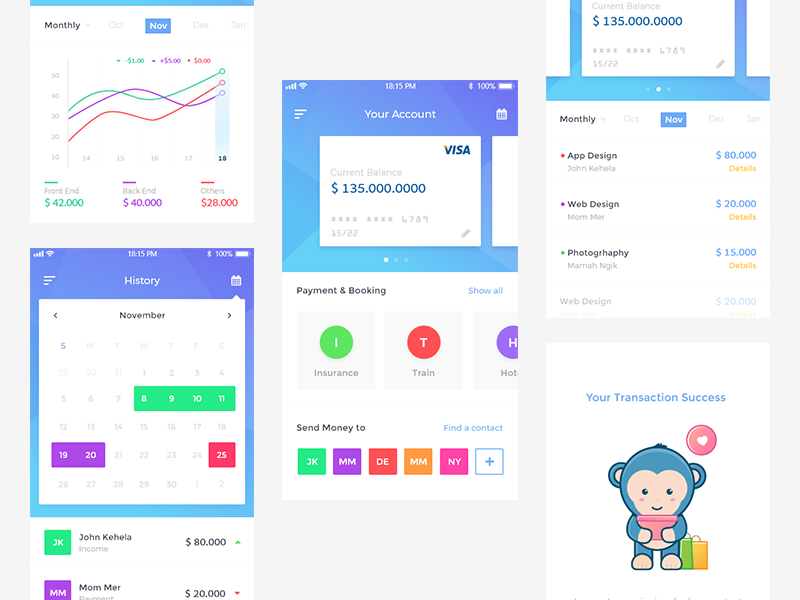 Monthly Oct Nov Des Jan
-$1.00 +$5.00 $0.00
50
40
30
20
10 14 15 16 17 18
Front End Back End Others
$ 42.000 $ 40.000 $28.000
18:15 PM 100%
History
November
S M T W T F S
29 30 31 1 2 3 4
5 6 7 8 9 10 11
12 13 14 15 16 17 18
19 20 21 22 23 24 25
26 27 28 29 30 1 2
JK John Kehela $ 80.000
Income
MM Mom Mer $ 20.000
Payment
18:15 PM 100%
Your Account
VISA
Current Balance
$ 135.000.0000
**** **** 6789
15/22
Payment & Booking Show all
I T H
Insurance Train Hot
Send Money to Find a contact
JK MM DE MM NY +
Current Balance
$ 135.000.0000
**** **** 6789
15/22
Monthly Oct Nov Des Jan
App Design $ 80.000
John Kehela Details
Web Design $ 20.000
Mom Mer Details
Photogrhaphy $ 15.000
Mamah Ngik Details
Web Design $ 20.000
Details
Your Transaction Success